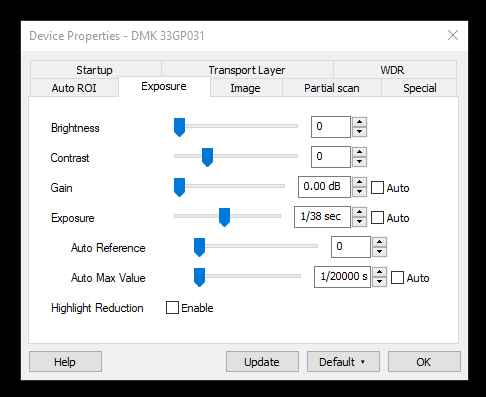 Device Properties - DMK 33GP031
Startup Transport Layer WDR
Auto ROI Exposure Image Partial scan Special
Brightness 0
Contrast 0
Gain 0.00 dB Auto
Exposure 1/38 sec Auto
Auto Reference 0
Auto Max Value 1/20000 s Auto
Highlight Reduction Enable
Help Update Default OK